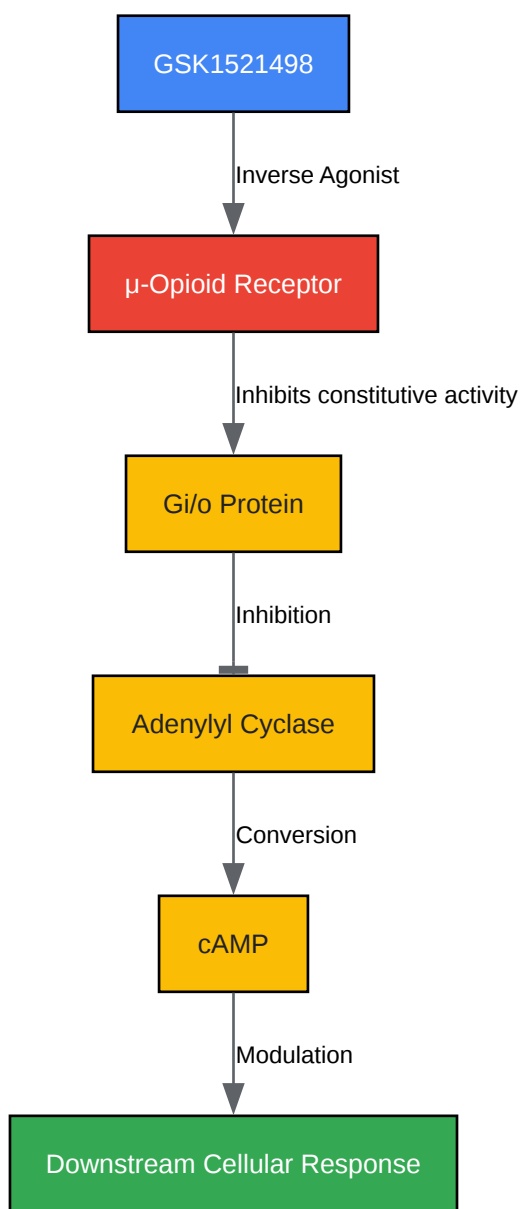 GSK1521498
Inverse Agonist
μ-Opioid Receptor
Inhibits constitutive activity
Gi/o Protein
Inhibition
Adenylyl Cyclase
Conversion
cAMP
Modulation
Downstream Cellular Response